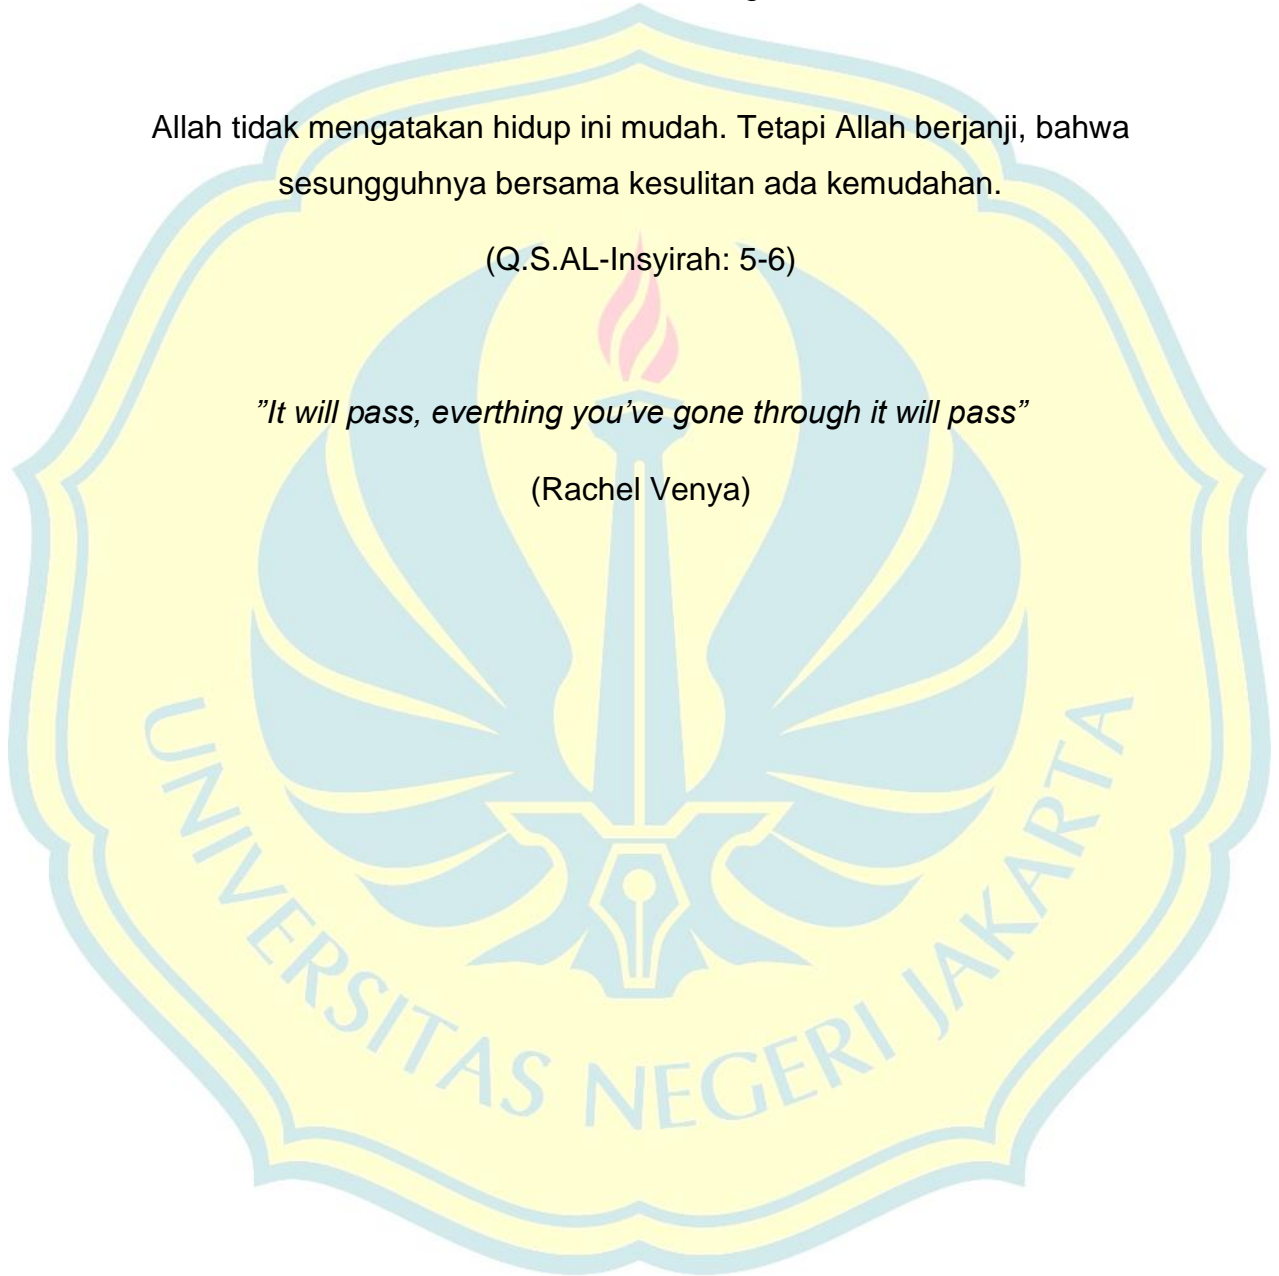 Allah tidak mengatakan hidup ini mudah. Tetapi Allah berjanji, bahwa
sesungguhnya bersama kesulitan ada kemudahan.
(Q.S.AL-Insyirah: 5-6)
”It will pass, everthing you’ve gone through it will pass”
(Rachel Venya)
UNIVERSITAS NEGERI JAKARTA